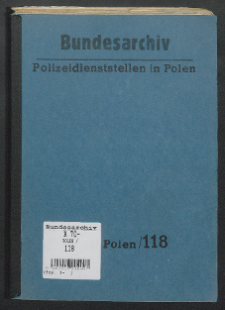 Bundesarchiv
Polizeidienststellen in Polen
Bundesarchiv
R 70-
POLEN /
118
Polen/118